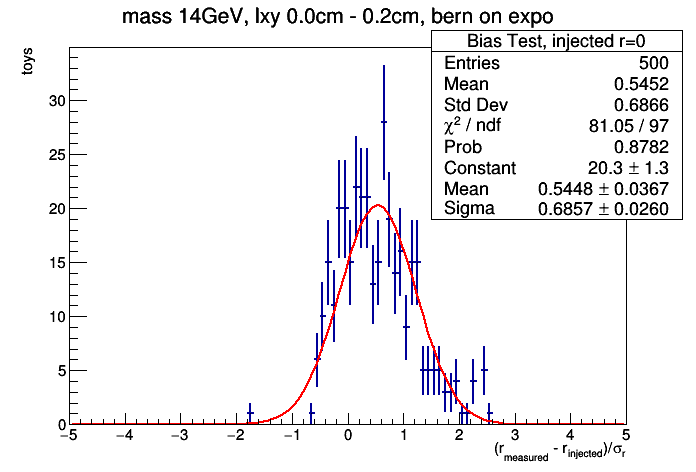 mass 14GeV, lxy 0.0cm - 0.2cm, bern on expo
Bias Test, injected r=0
Entries 500
Mean 0.5452
Std Dev 0.6866
χ² / ndf 81.05 / 97
Prob 0.8782
Constant 20.3 ± 1.3
Mean 0.5448 ± 0.0367
Sigma 0.6857 ± 0.0260
toys
30
25
20
15
10
5
0
−5 −4 −3 −2 −1 0 1 2 3 4 5
(r_measured - r_injected)/σ_r